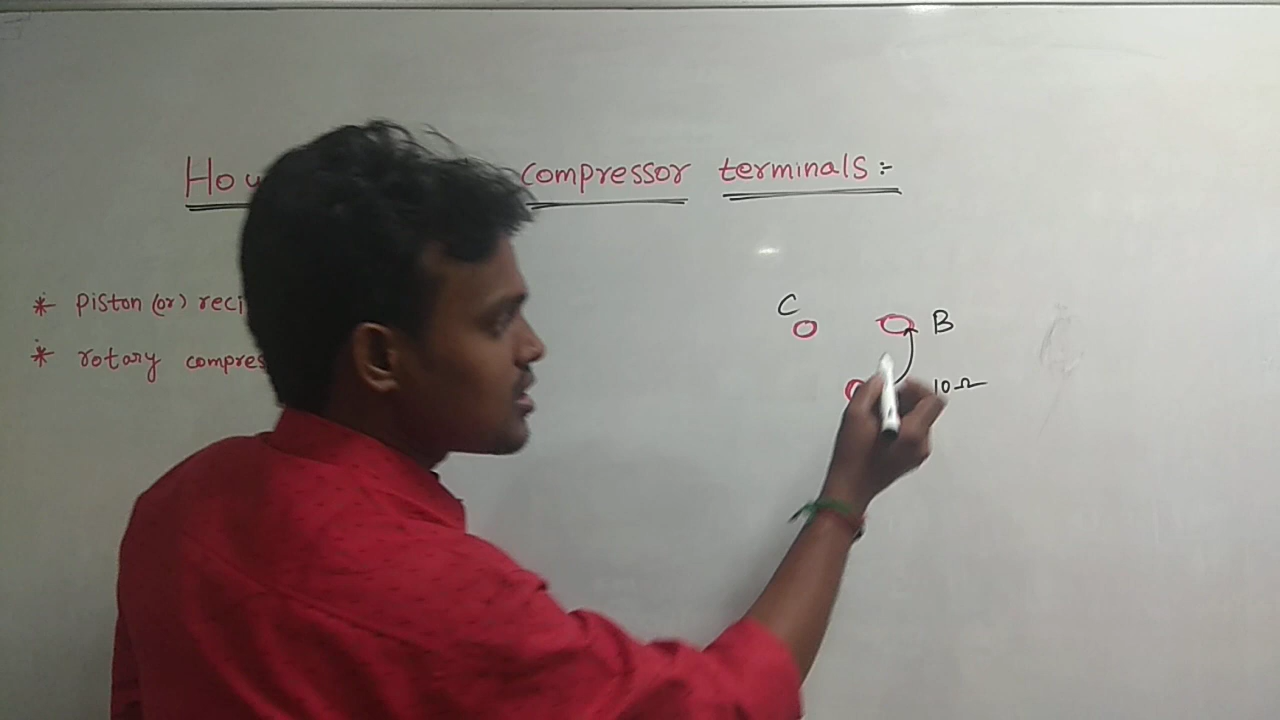 How compressor terminals :-
* Piston (or) reci
* rotary compres
C
B
10 Ω